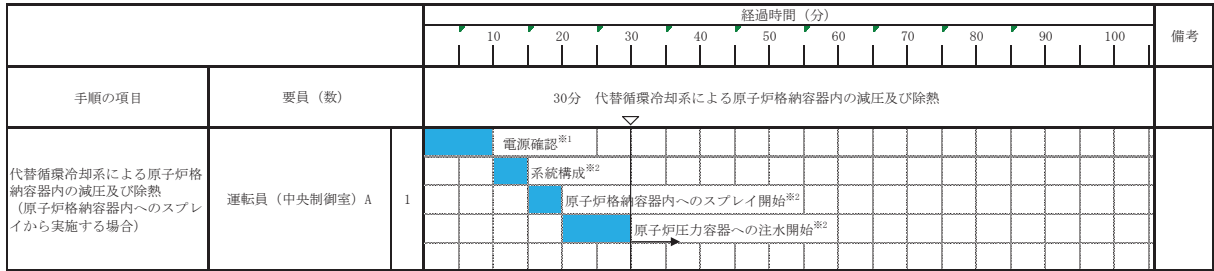 経過時間（分）
10 20 30 40 50 60 70 80 90 100
備考
手順の項目
要員（数）
30分　代替循環冷却系による原子炉格納容器内の減圧及び除熱
代替循環冷却系による原子炉格
納容器内の減圧及び除熱
（原子炉格納容器内へのスプレ
イから実施する場合）
運転員（中央制御室）A
1
電源確認※1
系統構成※2
原子炉格納容器内へのスプレイ開始※2
原子炉圧力容器への注水開始※2